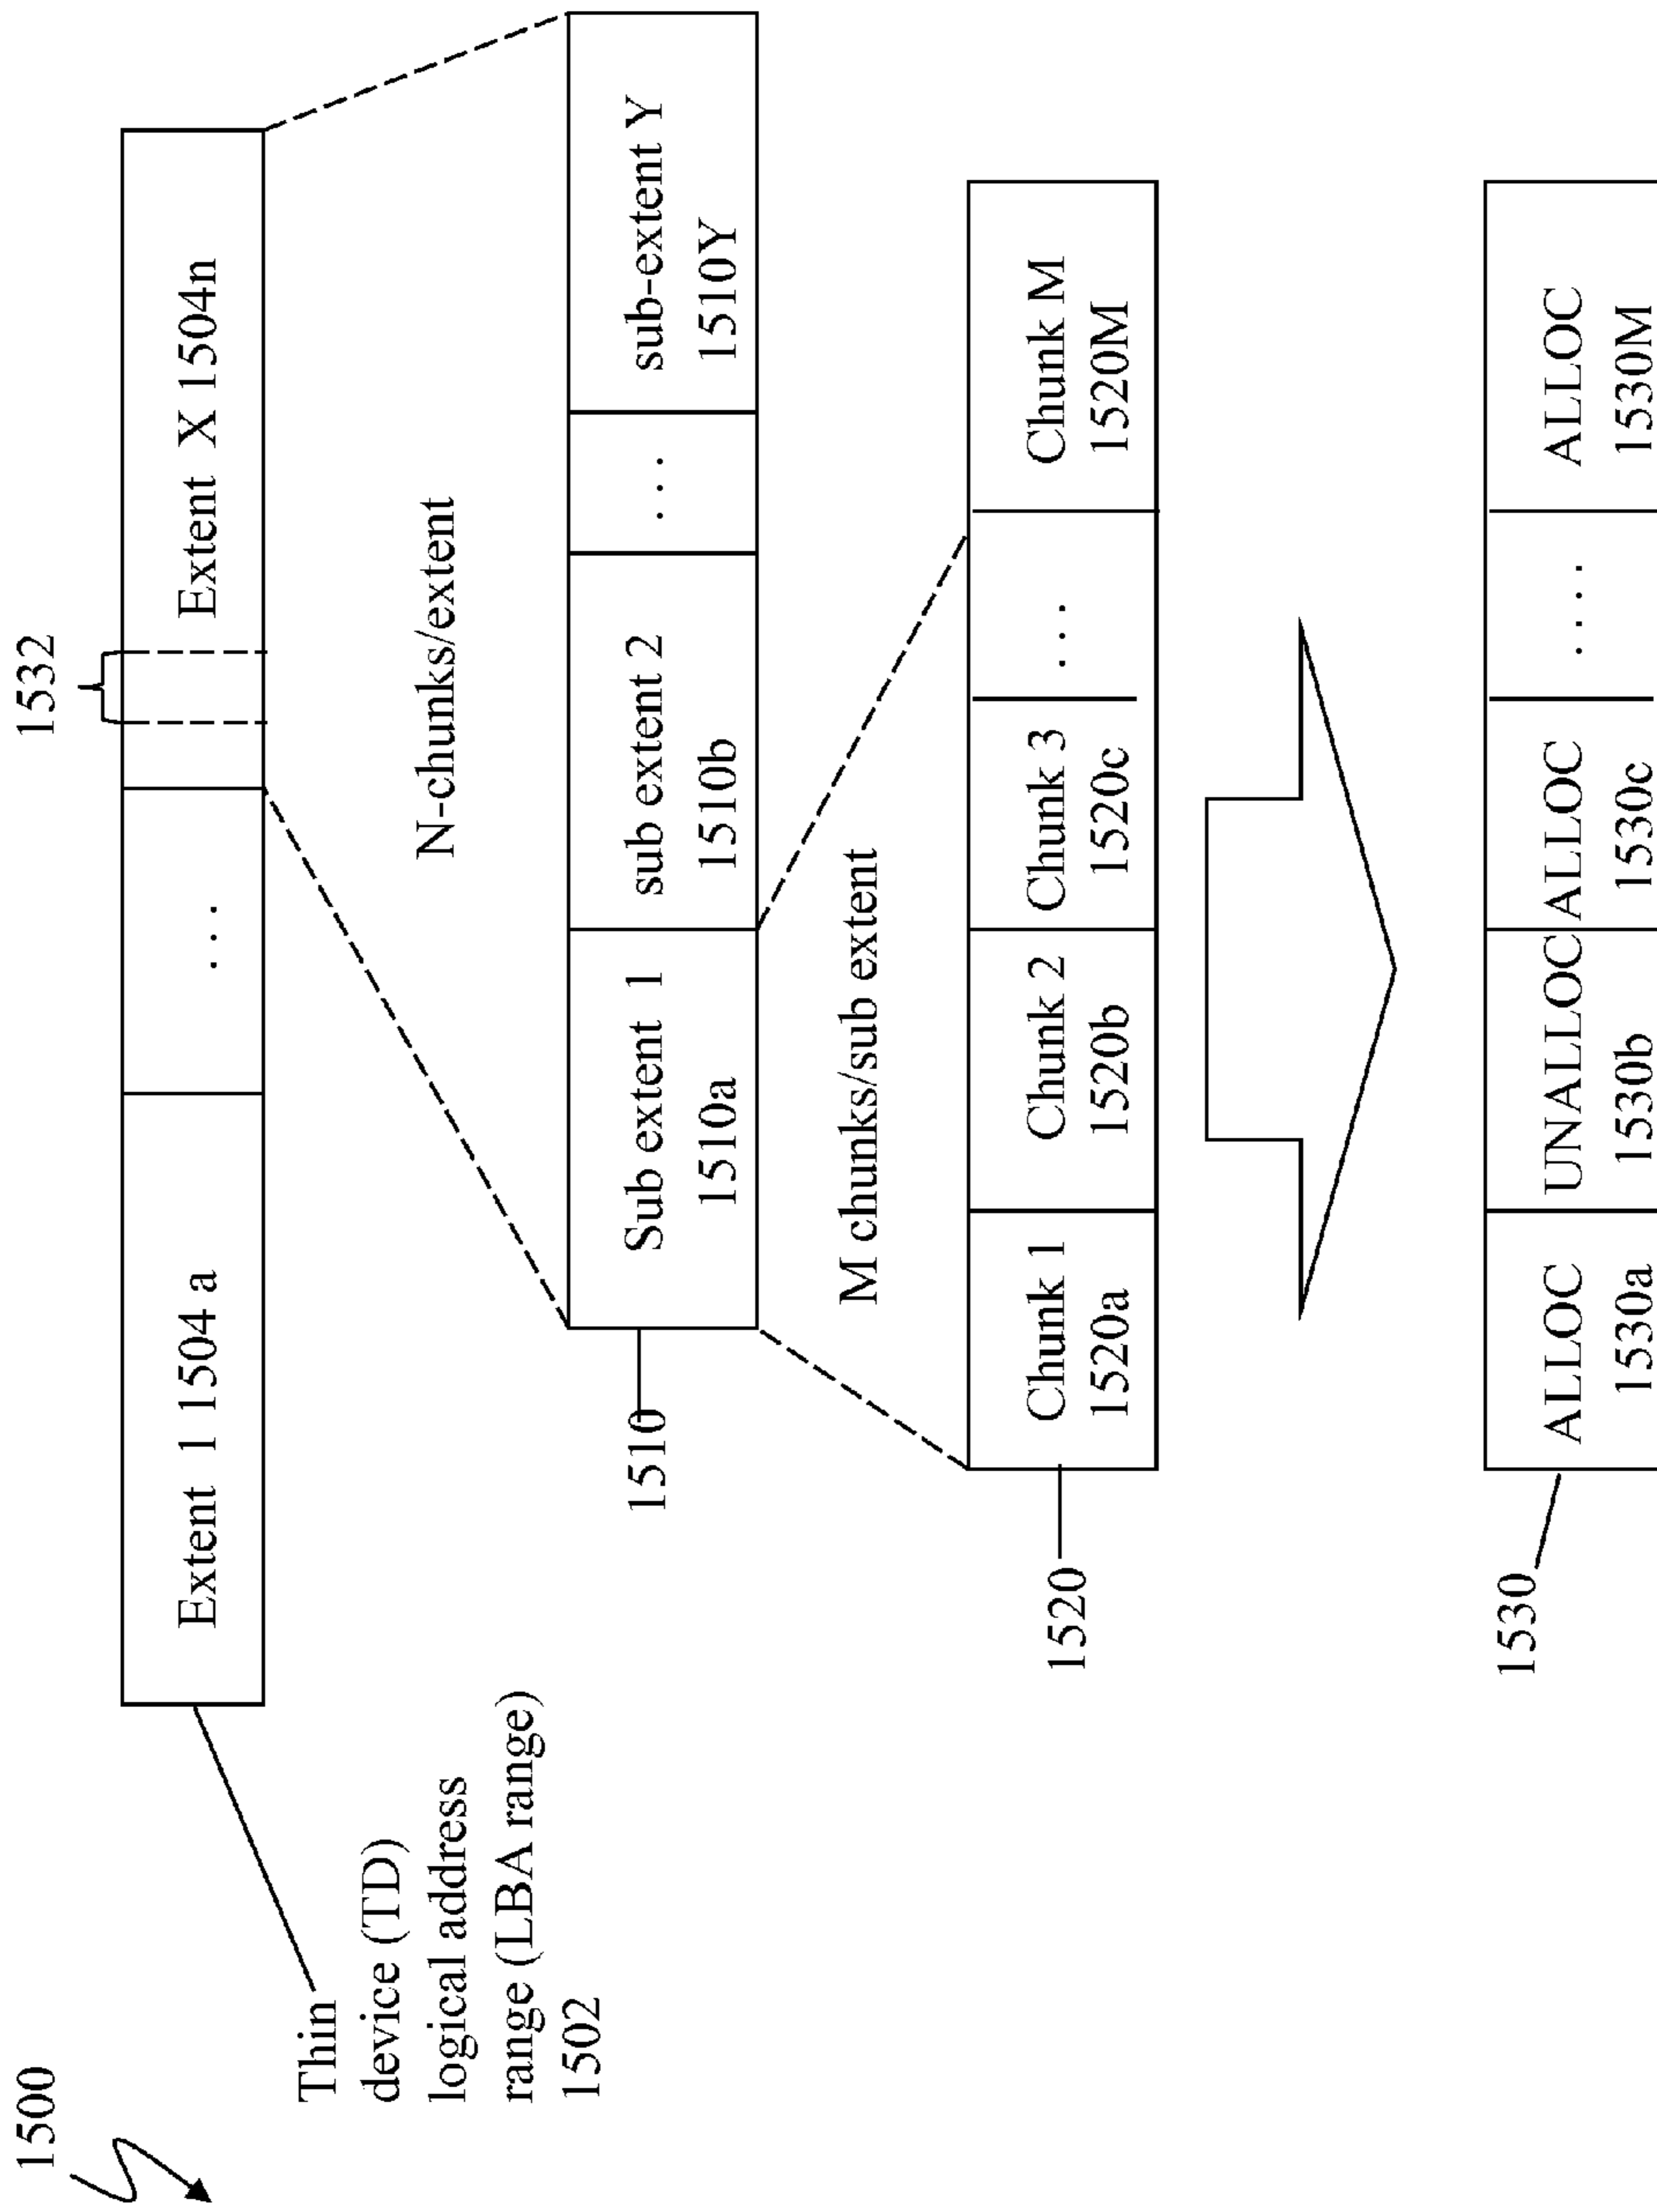 1500
1532
Extent 1 1504 a
. . .
Extent X 1504n
Thin
device (TD)
logical address
range (LBA range)
1502
N-chunks/extent
1510
Sub extent 1
1510a
sub extent 2
1510b
. . .
sub-extent Y
1510Y
M chunks/sub extent
1520
Chunk 1
1520a
Chunk 2
1520b
Chunk 3
1520c
. . .
Chunk M
1520M
1530
ALLOC
1530a
UNALLOC
1530b
ALLOC
1530c
. . . .
ALLOC
1530M